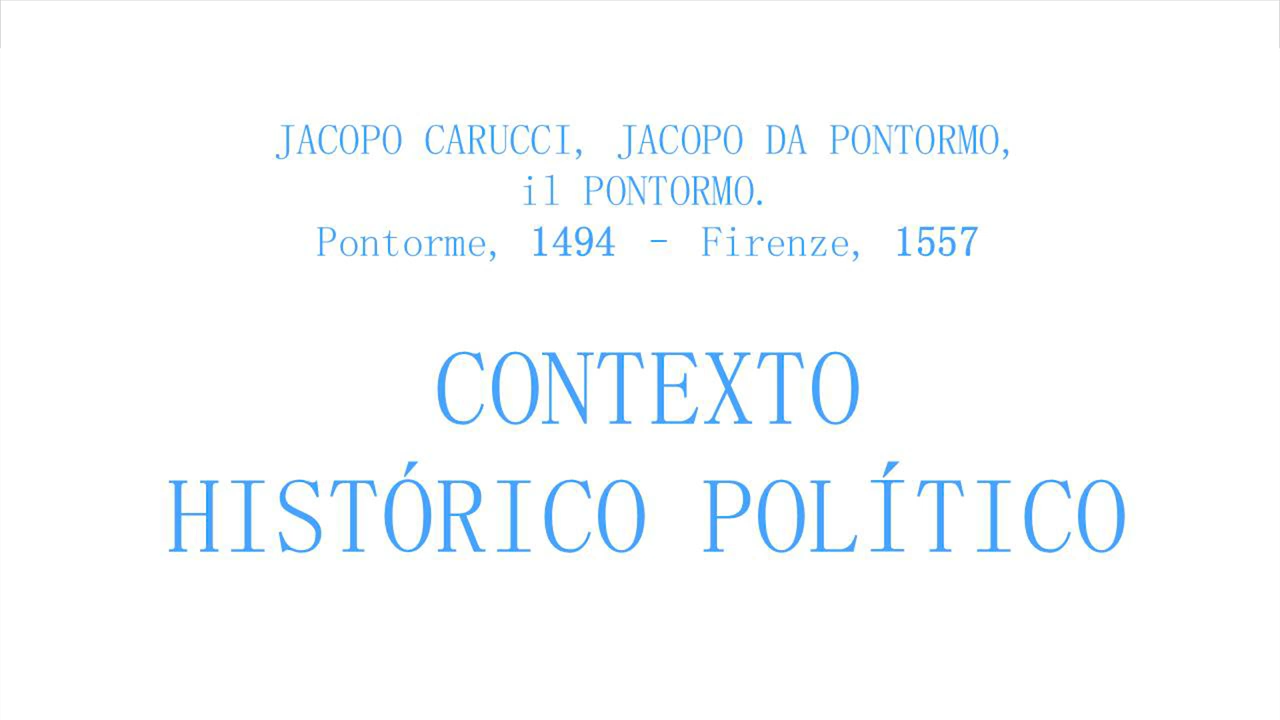 JACOPO CARUCCI, JACOPO DA PONTORMO,
il PONTORMO.
Pontorme, 1494 - Firenze, 1557
CONTEXTO
HISTÓRICO POLÍTICO